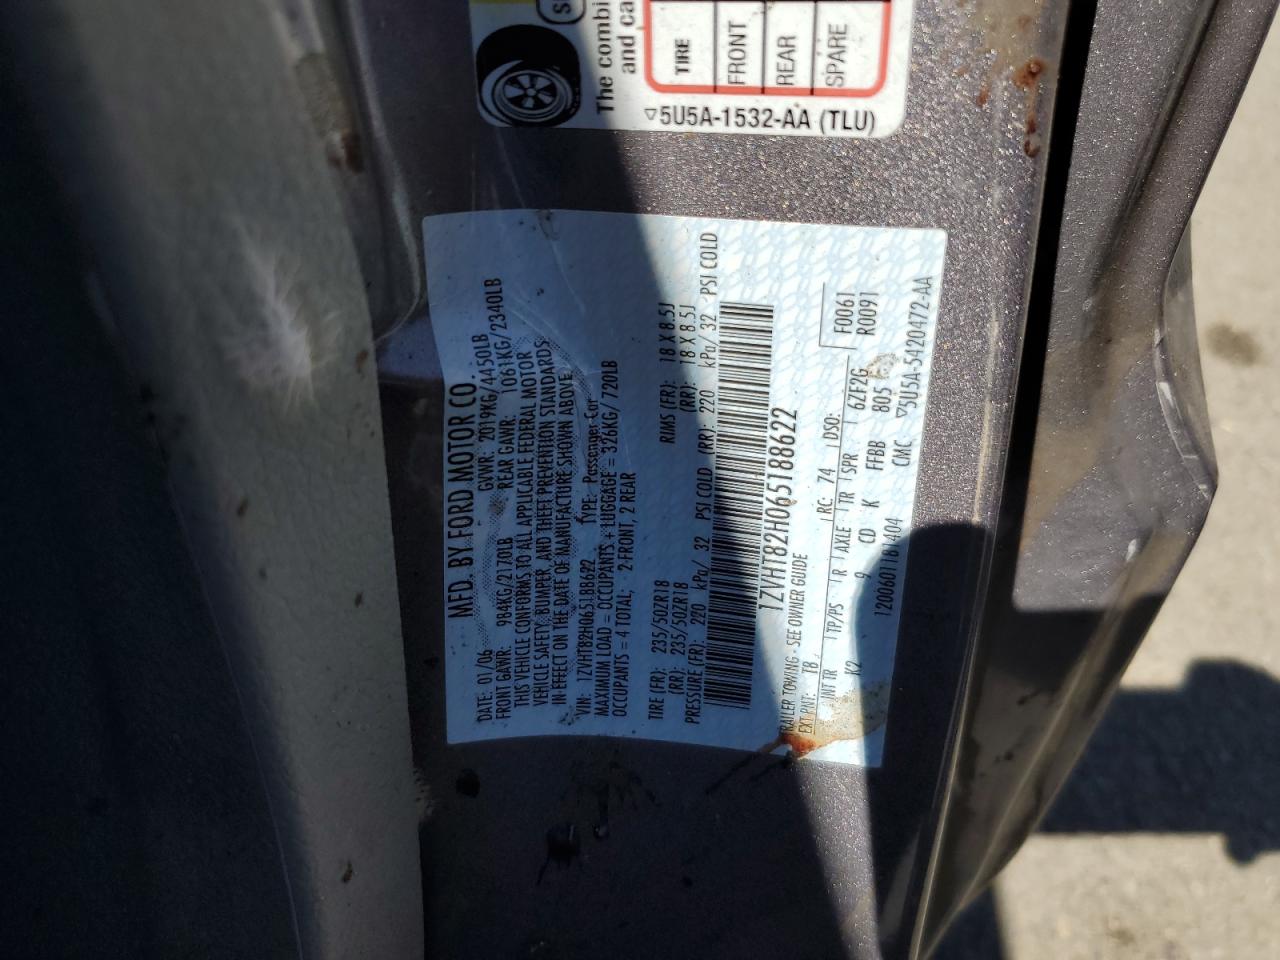 The combi
and ca
TIRE
FRONT
REAR
SPARE
▽5U5A-1532-AA (TLU)
MFD. BY FORD MOTOR CO.
DATE: 01/06 GVWR: 2019KG/4450LB
FRONT GAWR: 984KG/2170LB REAR GAWR: 1061KG/2340LB
THIS VEHICLE CONFORMS TO ALL APPLICABLE FEDERAL MOTOR
VEHICLE SAFETY, BUMPER, AND THEFT PREVENTION STANDARDS
IN EFFECT ON THE DATE OF MANUFACTURE SHOWN ABOVE.
VIN: 1ZVHT82H065188622 TYPE: Passenger Car
MAXIMUM LOAD = OCCUPANTS + LUGGAGE = 326KG/ 720LB
OCCUPANTS = 4 TOTAL; 2-FRONT, 2 REAR
TIRE (FR): 235/50ZR18 RIMS (FR): 18 X 8.5J
(RR): 235/50ZR18 (RR): 18 X 8.5J
PRESSURE (FR): 220 kPa/ 32 PSI COLD (RR): 220 kPa/ 32 PSI COLD
1ZVHT82H065188622
TRAILER TOWING - SEE OWNER GUIDE
EXT PNT: T8 RC: 74 DSO: F0061
INT TR TP/PS R AXLE TR SPR 6ZF2G R0091
K2 9 CD K FFBB 805
1200601181404 CMC ▽5U5A-5420472-AA